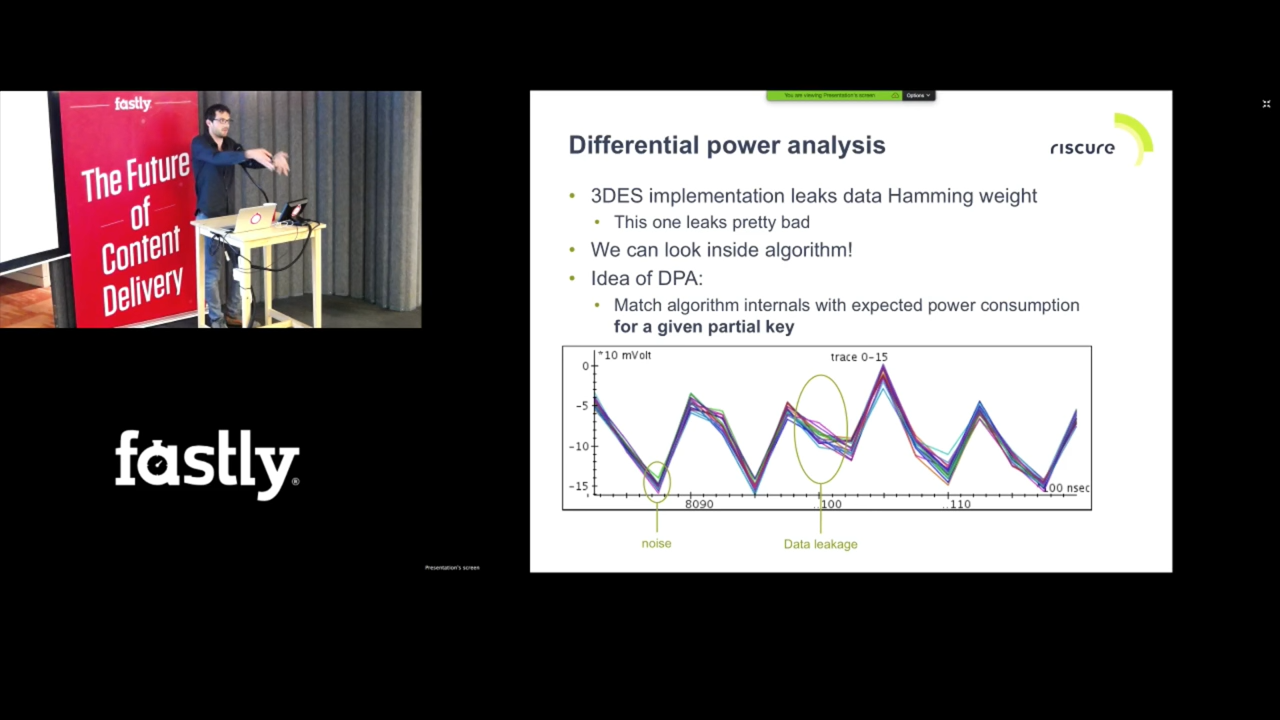 fastly
The Future
of
Content
Delivery
fastly®
Presentation's screen
You are viewing Presentation's screen
Options
Differential power analysis
riscure
• 3DES implementation leaks data Hamming weight
• This one leaks pretty bad
• We can look inside algorithm!
• Idea of DPA:
• Match algorithm internals with expected power consumption
for a given partial key
*10 mVolt
trace 0-15
0
-5
-10
-15
8090
..100
..110
noise
Data leakage